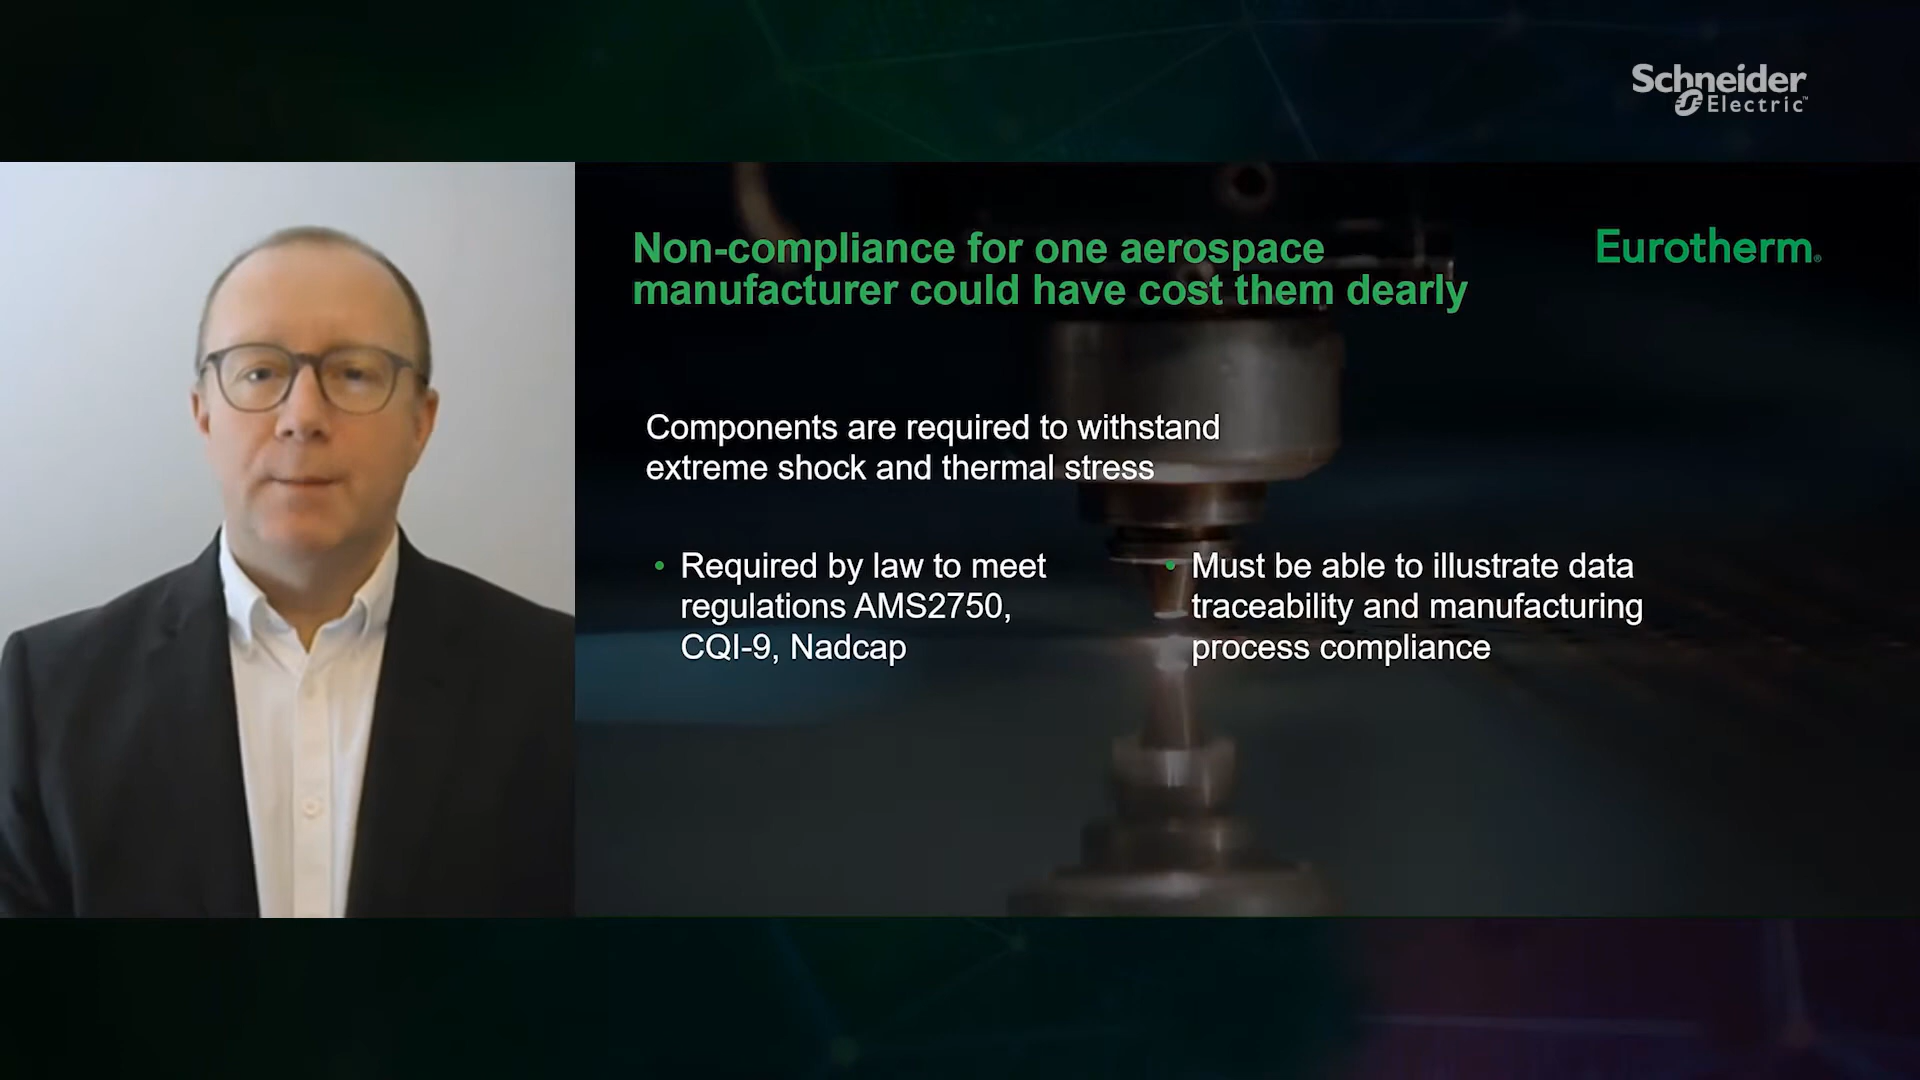 Schneider
Electric™
Non-compliance for one aerospace
manufacturer could have cost them dearly
Eurotherm®
Components are required to withstand
extreme shock and thermal stress
• Required by law to meet
regulations AMS2750,
CQI-9, Nadcap
• Must be able to illustrate data
traceability and manufacturing
process compliance